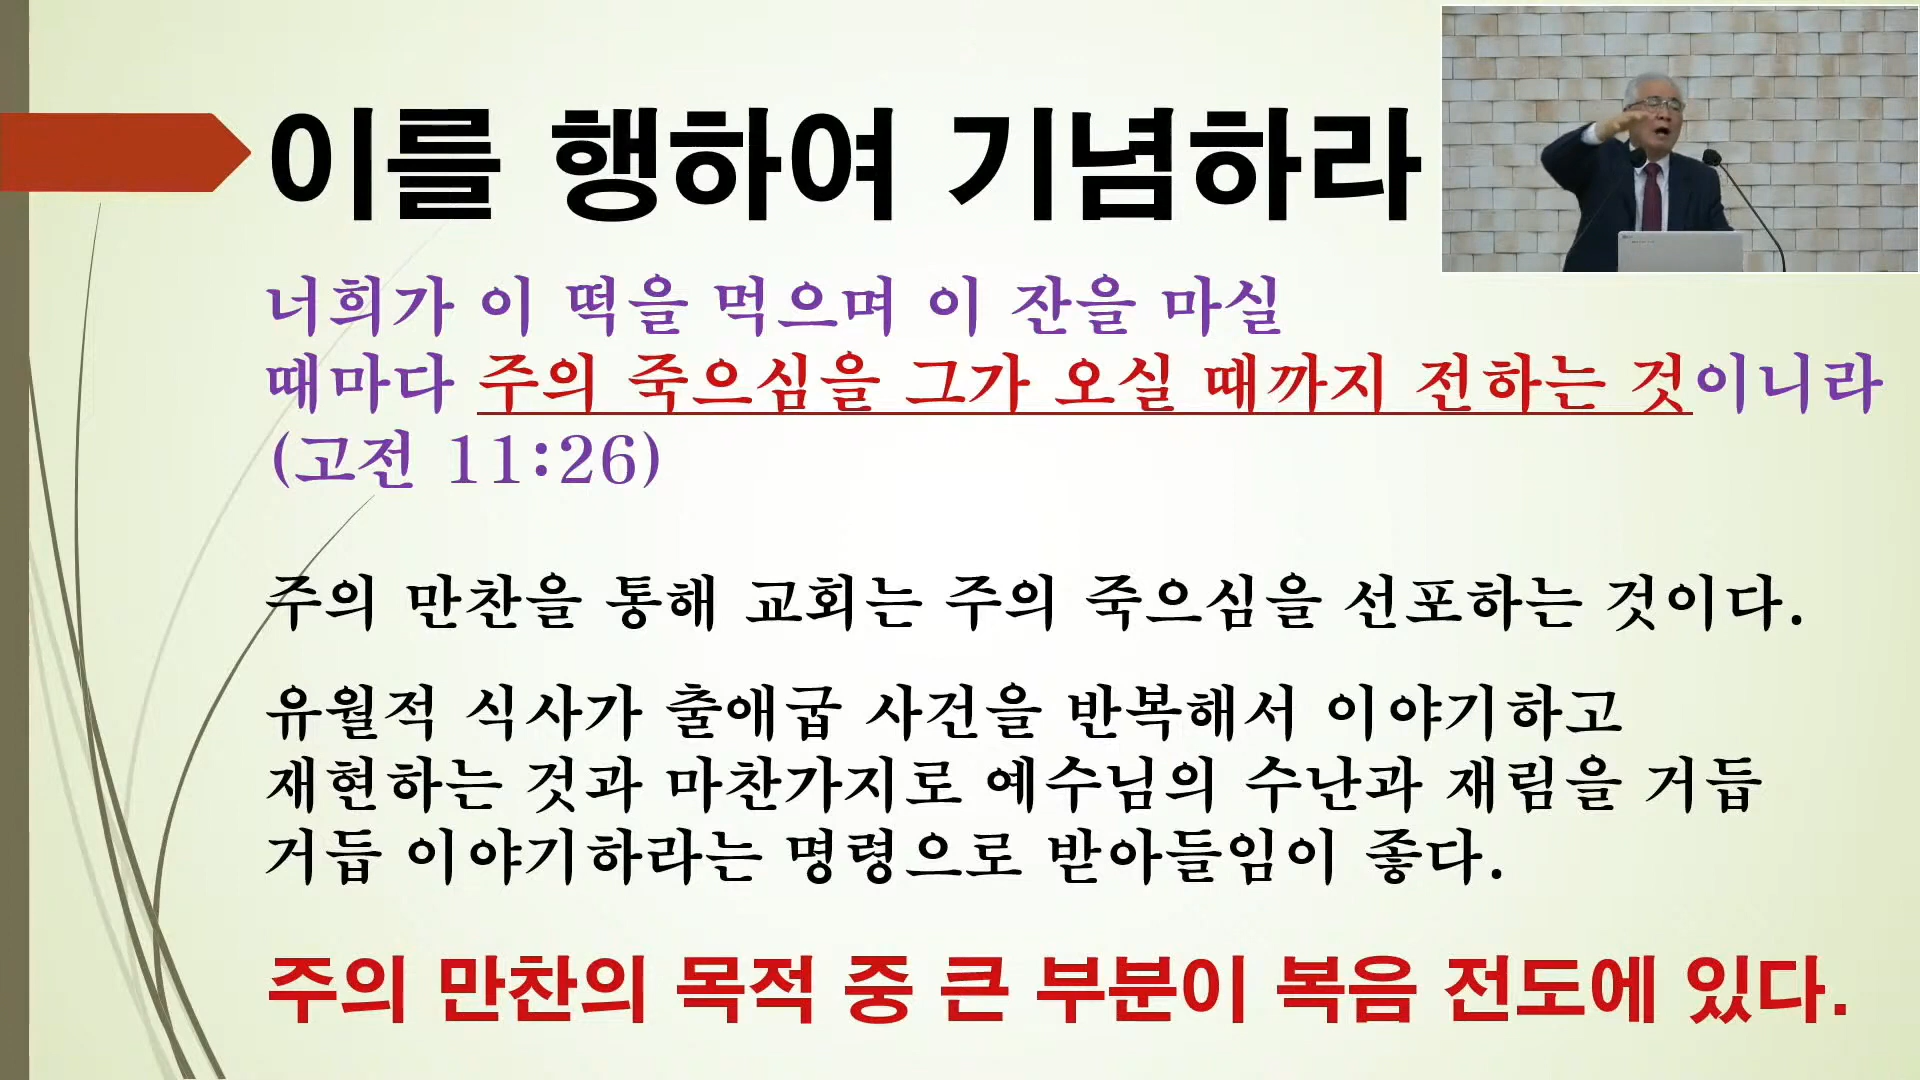 이를 행하여 기념하라
너희가 이 떡을 먹으며 이 잔을 마실
때마다 주의 죽으심을 그가 오실 때까지 전하는 것이니라
(고전 11:26)
주의 만찬을 통해 교회는 주의 죽으심을 선포하는 것이다.
유월적 식사가 출애굽 사건을 반복해서 이야기하고
재현하는 것과 마찬가지로 예수님의 수난과 재림을 거듭
거듭 이야기하라는 명령으로 받아들임이 좋다.
주의 만찬의 목적 중 큰 부분이 복음 전도에 있다.